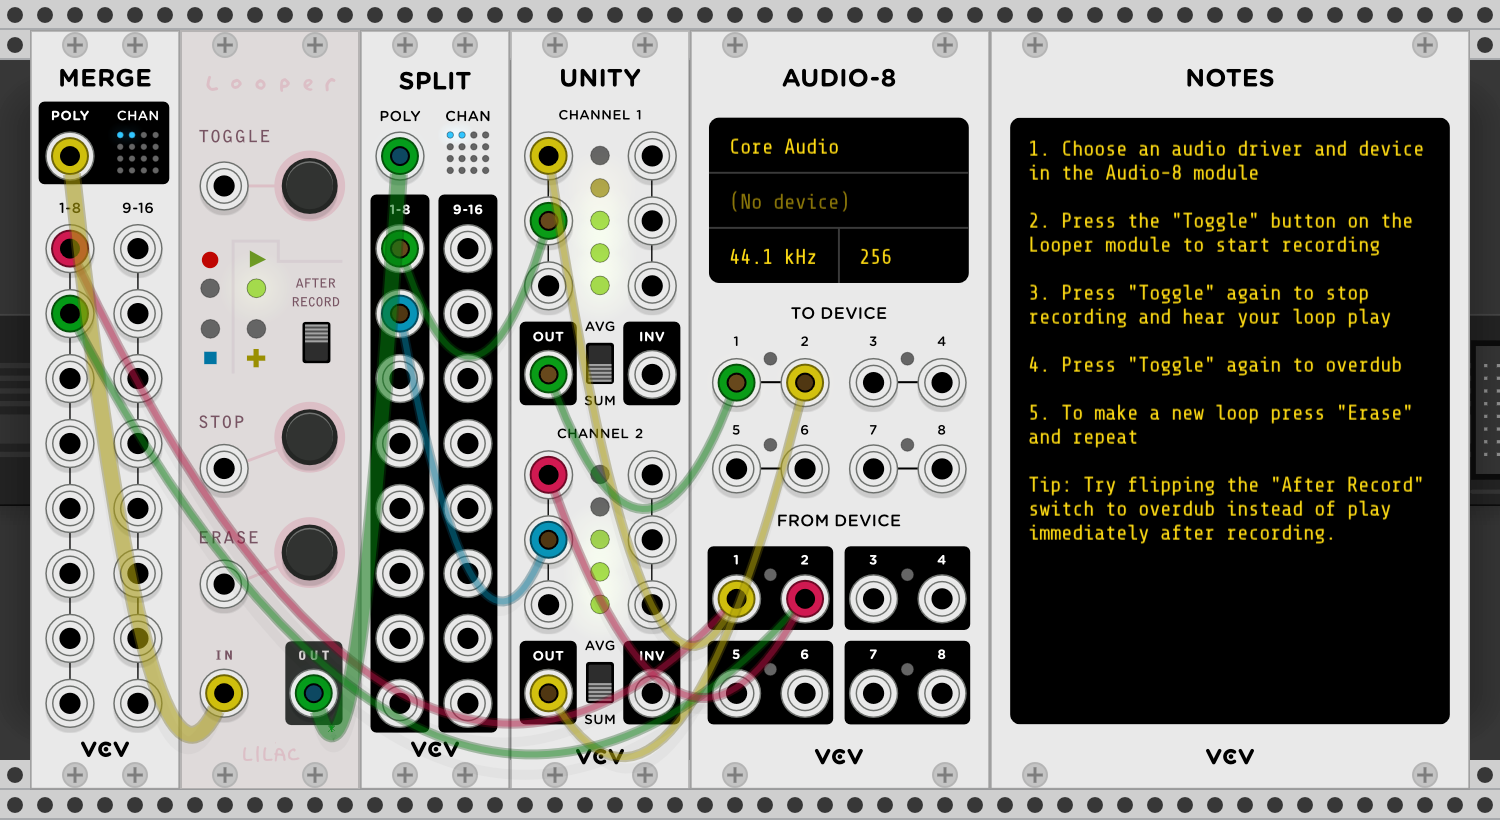 MERGE
POLY CHAN
1-8 9-16
VCV
Looper
TOGGLE
AFTER
RECORD
STOP
ERASE
IN OUT
LILAC
SPLIT
POLY CHAN
1-8 9-16
VCV
UNITY
CHANNEL 1
AVG
OUT INV
SUM
CHANNEL 2
AVG
OUT INV
SUM
VCV
AUDIO-8
Core Audio
(No device)
44.1 kHz 256
TO DEVICE
1 2 3 4
5 6 7 8
FROM DEVICE
1 2 3 4
5 6 7 8
VCV
NOTES
1. Choose an audio driver and device
in the Audio-8 module
2. Press the "Toggle" button on the
Looper module to start recording
3. Press "Toggle" again to stop
recording and hear your loop play
4. Press "Toggle" again to overdub
5. To make a new loop press "Erase"
and repeat
Tip: Try flipping the "After Record"
switch to overdub instead of play
immediately after recording.
VCV